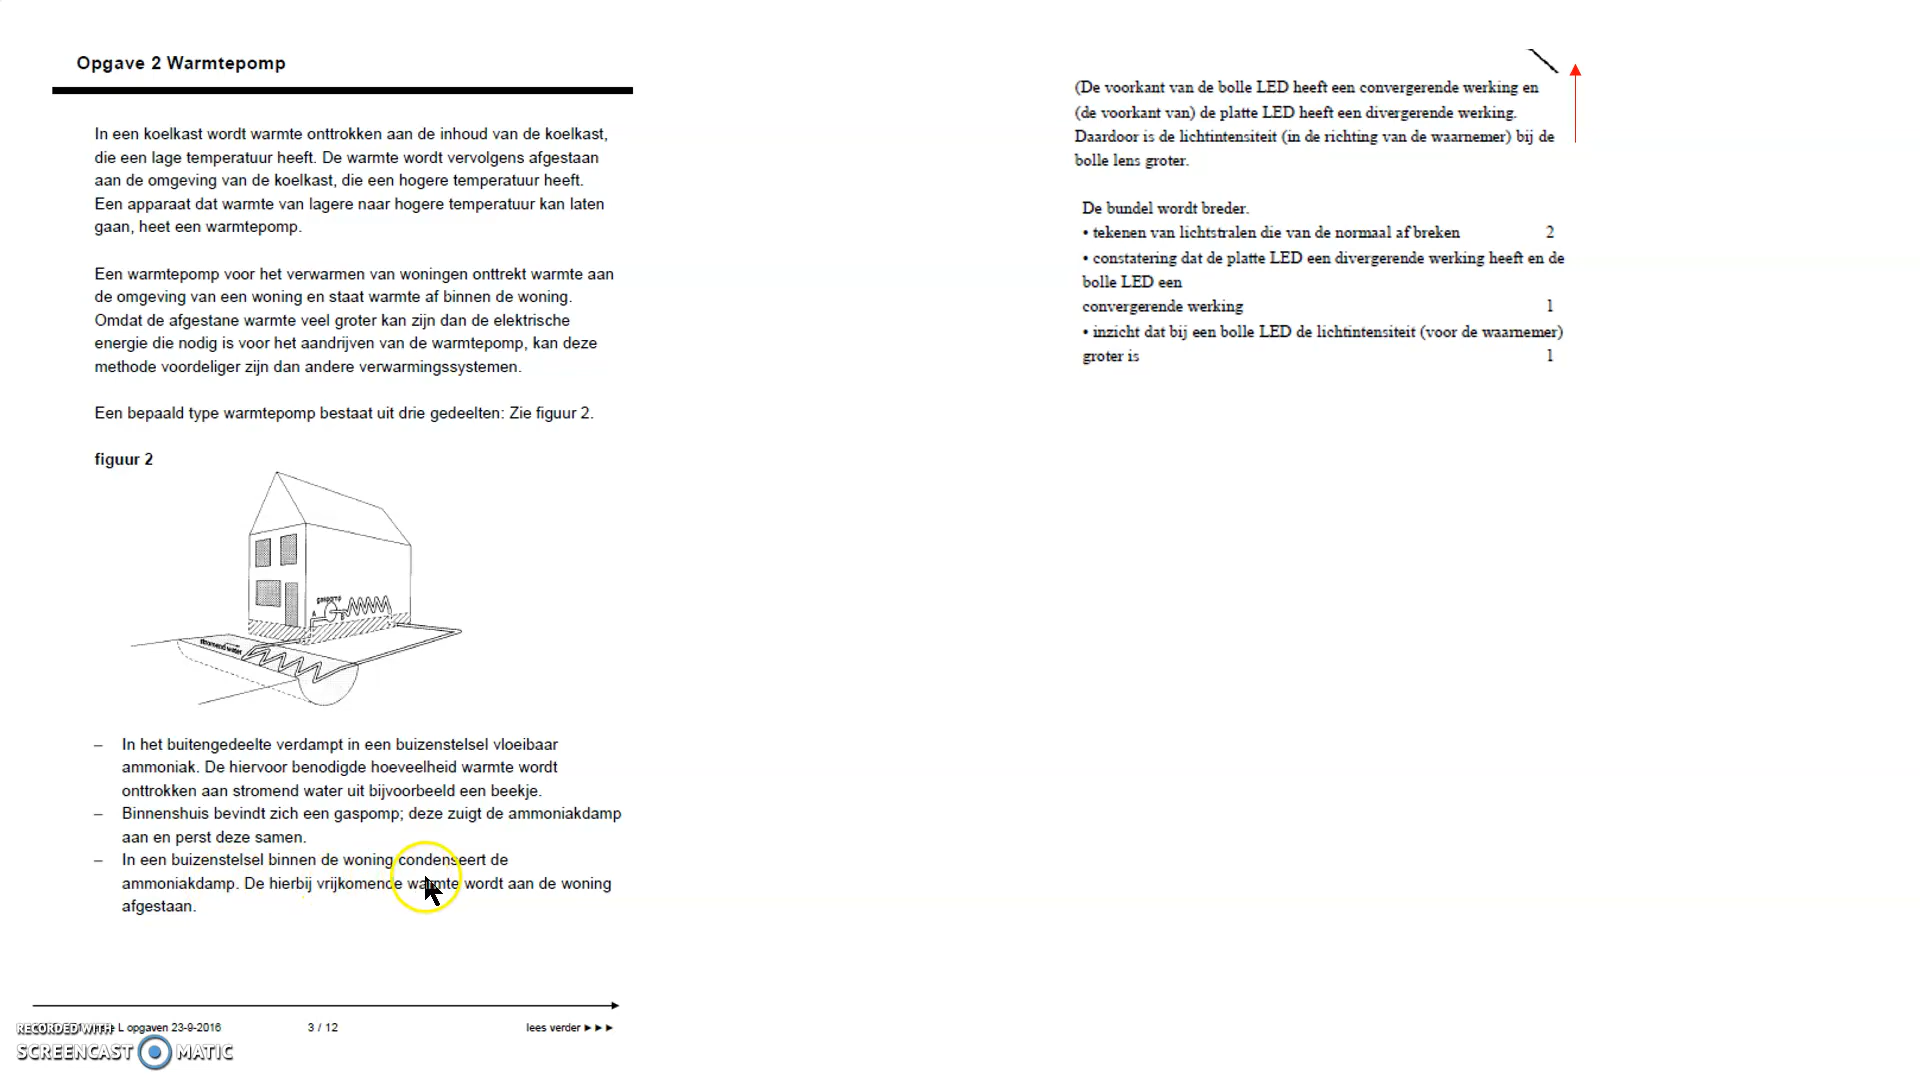 Opgave 2 Warmtepomp
In een koelkast wordt warmte onttrokken aan de inhoud van de koelkast,
die een lage temperatuur heeft. De warmte wordt vervolgens afgestaan
aan de omgeving van de koelkast, die een hogere temperatuur heeft.
Een apparaat dat warmte van lagere naar hogere temperatuur kan laten
gaan, heet een warmtepomp.
Een warmtepomp voor het verwarmen van woningen onttrekt warmte aan
de omgeving van een woning en staat warmte af binnen de woning.
Omdat de afgestane warmte veel groter kan zijn dan de elektrische
energie die nodig is voor het aandrijven van de warmtepomp, kan deze
methode voordeliger zijn dan andere verwarmingssystemen.
Een bepaald type warmtepomp bestaat uit drie gedeelten: Zie figuur 2.
figuur 2
gaspomp
A
stromend water
– In het buitengedeelte verdampt in een buizenstelsel vloeibaar
ammoniak. De hiervoor benodigde hoeveelheid warmte wordt
onttrokken aan stromend water uit bijvoorbeeld een beekje.
– Binnenshuis bevindt zich een gaspomp; deze zuigt de ammoniakdamp
aan en perst deze samen.
– In een buizenstelsel binnen de woning condenseert de
ammoniakdamp. De hierbij vrijkomende warmte wordt aan de woning
afgestaan.
L opgaven 23-9-2016 3 / 12 lees verder ►►►
RECORDED WITH
SCREENCAST MATIC
(De voorkant van de bolle LED heeft een convergerende werking en
(de voorkant van) de platte LED heeft een divergerende werking.
Daardoor is de lichtintensiteit (in de richting van de waarnemer) bij de
bolle lens groter.
De bundel wordt breder.
• tekenen van lichtstralen die van de normaal af breken 2
• constatering dat de platte LED een divergerende werking heeft en de
bolle LED een
convergerende werking 1
• inzicht dat bij een bolle LED de lichtintensiteit (voor de waarnemer)
groter is 1